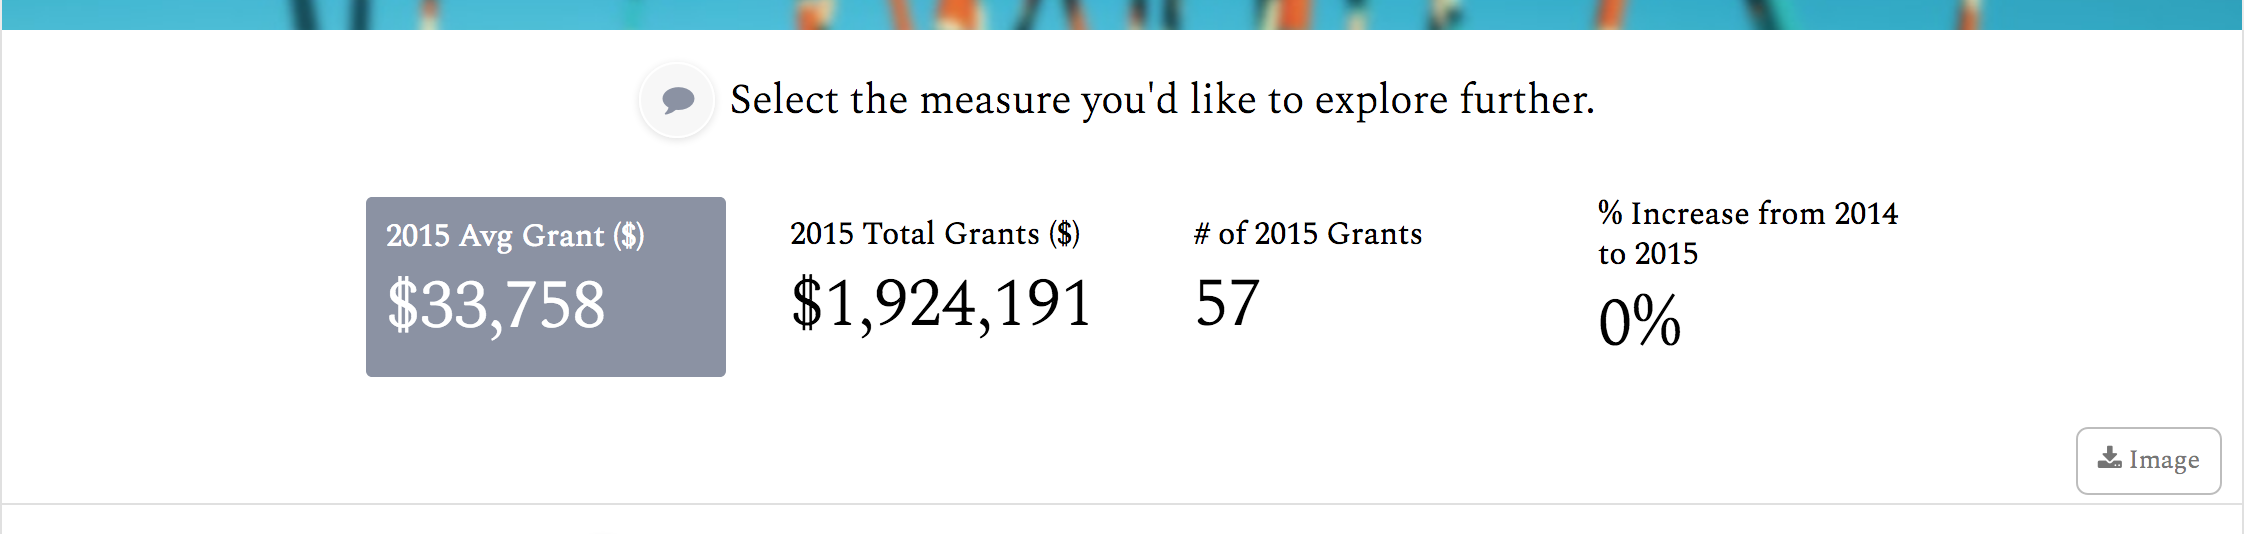 Select the measure you'd like to explore further.
2015 Avg Grant ($)
$33,758
2015 Total Grants ($)
$1,924,191
# of 2015 Grants
57
% Increase from 2014
to 2015
0%
Image